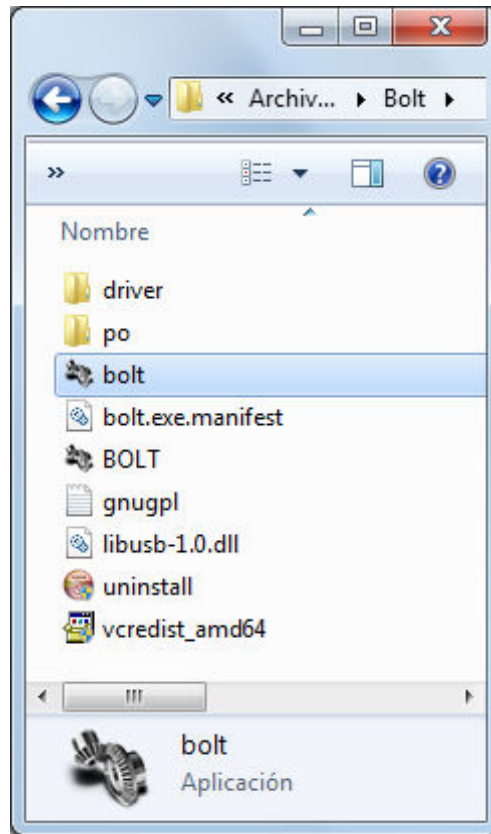 « Archiv... Bolt
»
Nombre
driver
po
bolt
bolt.exe.manifest
BOLT
gnugpl
libusb-1.0.dll
uninstall
vcredist_amd64
bolt
Aplicación